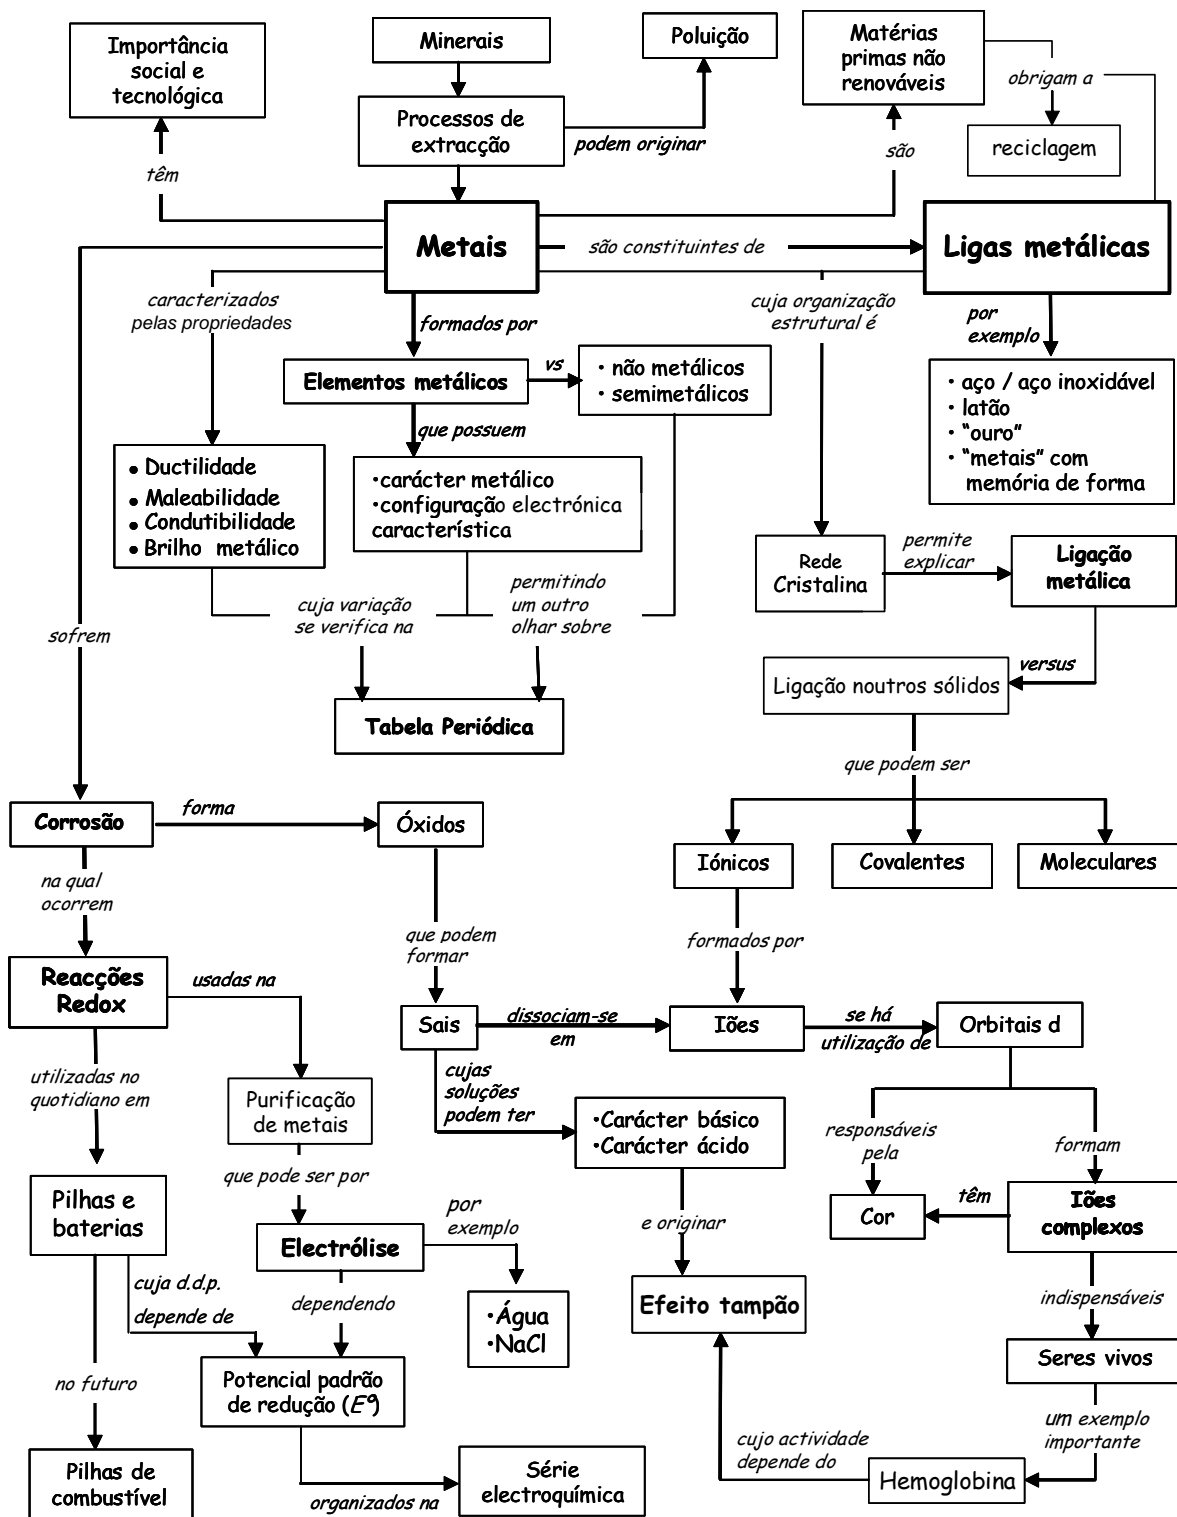 Importância
social e
tecnológica
Minerais
Poluição
Matérias
primas não
renováveis
obrigam a
Processos de
extracção
podem originar
são
reciclagem
têm
Metais
são constituintes de
Ligas metálicas
caracterizados
pelas propriedades
formados por
cuja organização
estrutural é
por
exemplo
Elementos metálicos
vs
• não metálicos
• semimetálicos
• aço / aço inoxidável
• latão
• "ouro"
• "metais" com
memória de forma
que possuem
• Ductilidade
• Maleabilidade
• Condutibilidade
• Brilho metálico
•carácter metálico
•configuração electrónica
característica
Rede
Cristalina
permite
explicar
Ligação
metálica
cuja variação
se verifica na
permitindo
um outro
olhar sobre
sofrem
versus
Ligação noutros sólidos
Tabela Periódica
que podem ser
Corrosão
forma
Óxidos
Iónicos
Covalentes
Moleculares
na qual
ocorrem
que podem
formar
formados por
Reacções
Redox
usadas na
Sais
dissociam-se
em
Iões
se há
utilização de
Orbitais d
utilizadas no
quotidiano em
Purificação
de metais
cujas
soluções
podem ter
•Carácter básico
•Carácter ácido
responsáveis
pela
formam
que pode ser por
Pilhas e
baterias
por
exemplo
e originar
Cor
têm
Iões
complexos
Electrólise
cuja d.d.p.
depende de
dependendo
•Água
•NaCl
Efeito tampão
indispensáveis
Seres vivos
no futuro
Potencial padrão
de redução (Eº)
um exemplo
importante
cujo actividade
depende do
Hemoglobina
Pilhas de
combustível
organizados na
Série
electroquímica